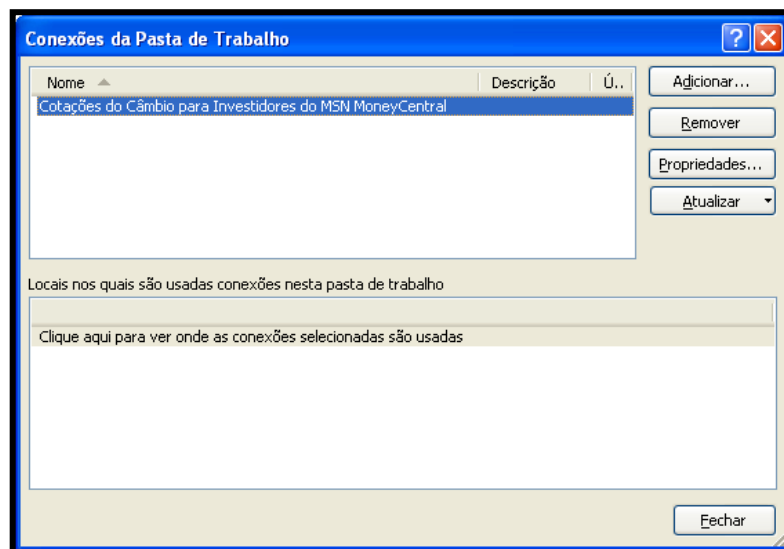 Conexões da Pasta de Trabalho
Nome Descrição Ú..
Cotações do Câmbio para Investidores do MSN MoneyCentral
Adicionar...
Remover
Propriedades...
Atualizar
Locais nos quais são usadas conexões nesta pasta de trabalho
Clique aqui para ver onde as conexões selecionadas são usadas
Fechar